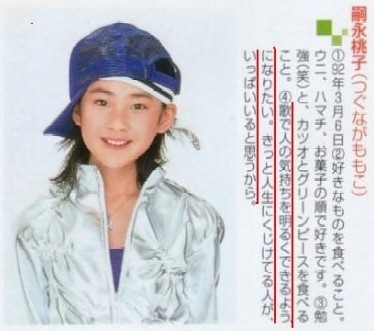 嗣永桃子（つぐながももこ）
①92年3月6日②好きなものを食べること。
ウニ、ハマチ、お菓子の順で好きです。③勉
強(笑)と、カツオとグリーンピースを食べる
こと。④歌で人の気持ちを明るくできるよう
になりたい。きっと人生にくじけてる人が、
いっぱいいると思うから。